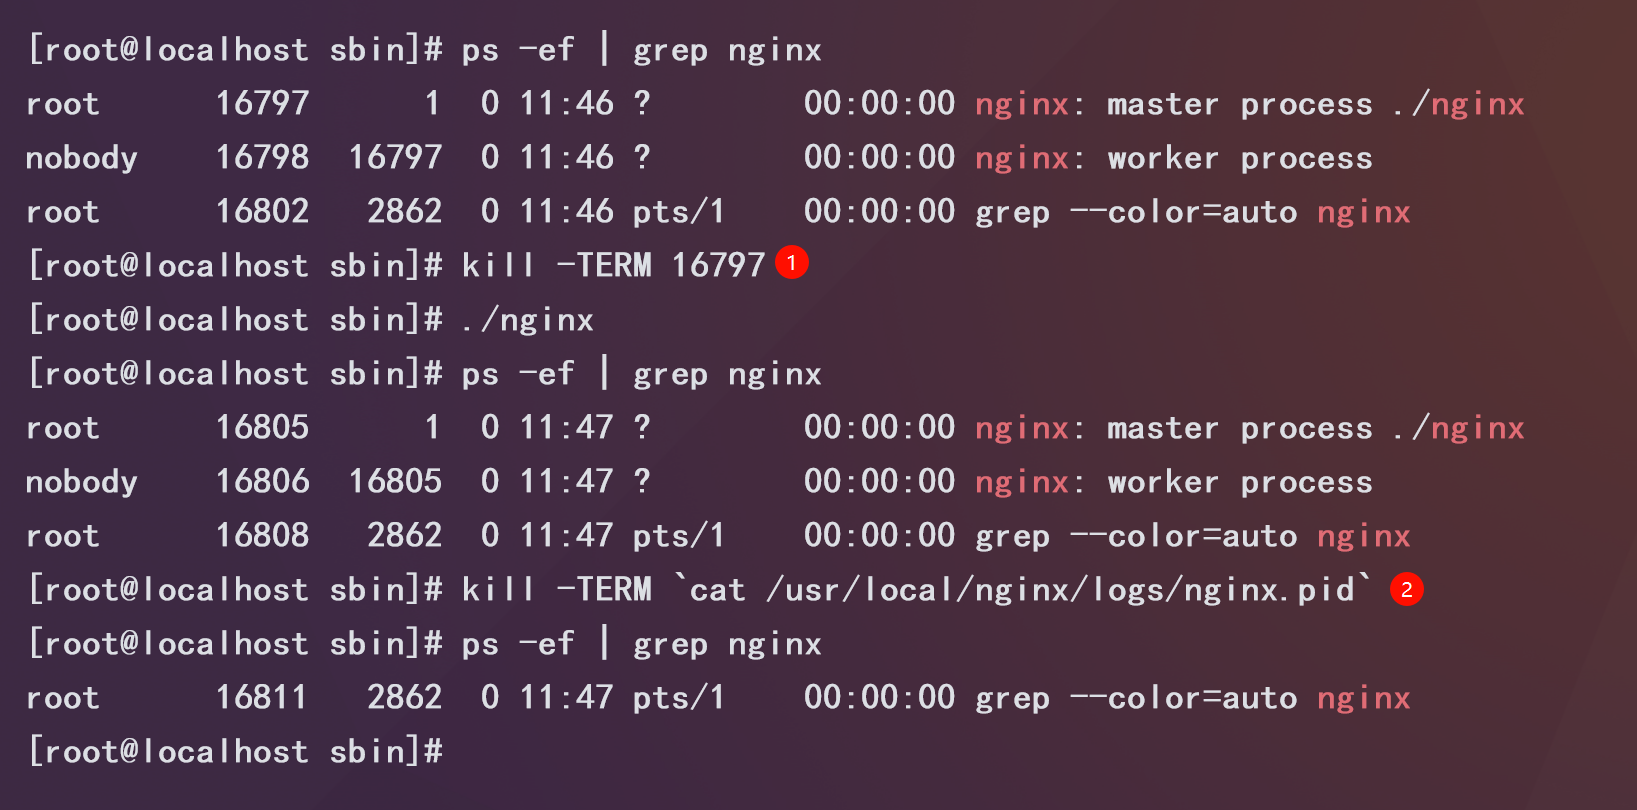 [root@localhost sbin]# ps -ef | grep nginx
root      16797      1  0 11:46 ?        00:00:00 nginx: master process ./nginx
nobody    16798  16797  0 11:46 ?        00:00:00 nginx: worker process
root      16802   2862  0 11:46 pts/1    00:00:00 grep --color=auto nginx
[root@localhost sbin]# kill -TERM 16797 1
[root@localhost sbin]# ./nginx
[root@localhost sbin]# ps -ef | grep nginx
root      16805      1  0 11:47 ?        00:00:00 nginx: master process ./nginx
nobody    16806  16805  0 11:47 ?        00:00:00 nginx: worker process
root      16808   2862  0 11:47 pts/1    00:00:00 grep --color=auto nginx
[root@localhost sbin]# kill -TERM `cat /usr/local/nginx/logs/nginx.pid` 2
[root@localhost sbin]# ps -ef | grep nginx
root      16811   2862  0 11:47 pts/1    00:00:00 grep --color=auto nginx
[root@localhost sbin]#